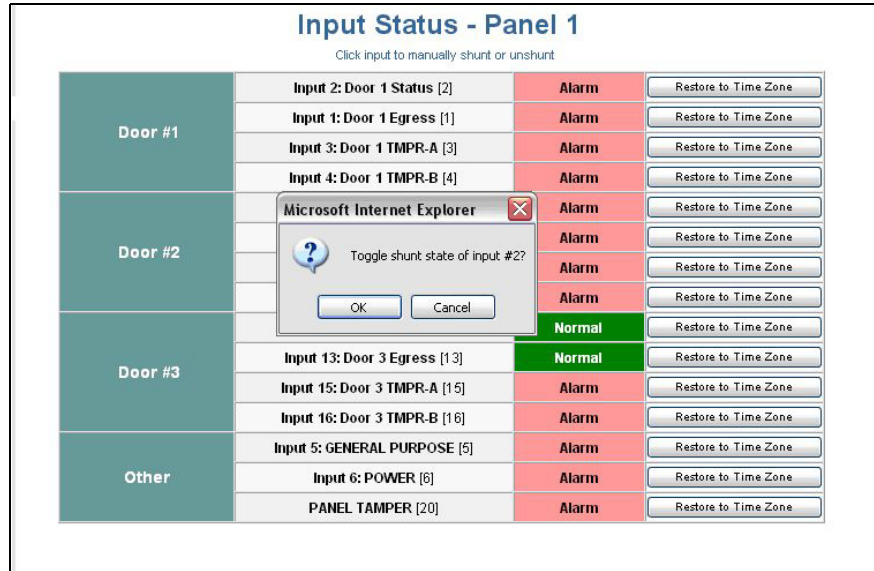 Input Status - Panel 1
Click input to manually shunt or unshunt
Door #1
Input 2: Door 1 Status [2] Alarm Restore to Time Zone
Input 1: Door 1 Egress [1] Alarm Restore to Time Zone
Input 3: Door 1 TMPR-A [3] Alarm Restore to Time Zone
Input 4: Door 1 TMPR-B [4] Alarm Restore to Time Zone
Door #2
Alarm Restore to Time Zone
Alarm Restore to Time Zone
Alarm Restore to Time Zone
Alarm Restore to Time Zone
Microsoft Internet Explorer
Toggle shunt state of input #2?
OK Cancel
Door #3
Normal Restore to Time Zone
Input 13: Door 3 Egress [13] Normal Restore to Time Zone
Input 15: Door 3 TMPR-A [15] Alarm Restore to Time Zone
Input 16: Door 3 TMPR-B [16] Alarm Restore to Time Zone
Other
Input 5: GENERAL PURPOSE [5] Alarm Restore to Time Zone
Input 6: POWER [6] Alarm Restore to Time Zone
PANEL TAMPER [20] Alarm Restore to Time Zone